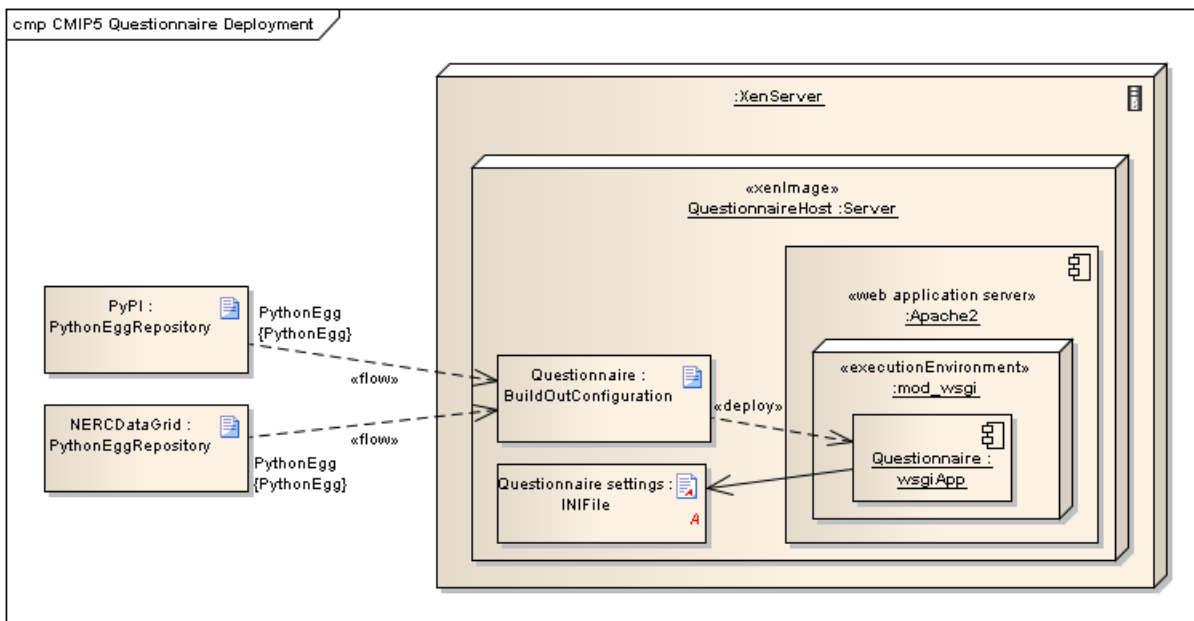 cmp CMIP5 Questionnaire Deployment
:XenServer
«xenImage»
QuestionnaireHost :Server
«web application server»
:Apache2
«executionEnvironment»
:mod_wsgi
Questionnaire :
wsgiApp
PyPI :
PythonEggRepository
PythonEgg
{PythonEgg}
«flow»
NERCDataGrid :
PythonEggRepository
«flow»
PythonEgg
{PythonEgg}
Questionnaire :
BuildOutConfiguration
«deploy»
Questionnaire settings :
INIFile
A